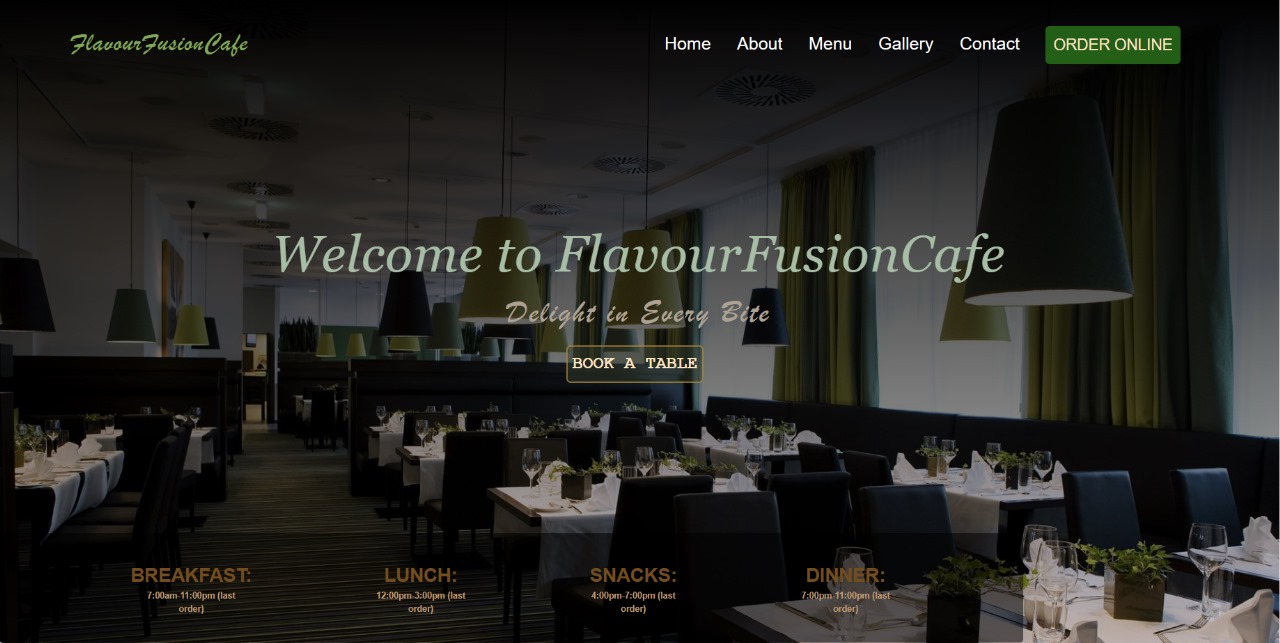 FlavourFusionCafe
Home About Menu Gallery Contact ORDER ONLINE
Welcome to FlavourFusionCafe
Delight in Every Bite
BOOK A TABLE
BREAKFAST: LUNCH: SNACKS: DINNER:
7:00am-11:00pm (last 12:00pm-3:00pm (last 4:00pm-7:00pm (last 7:00pm-11:00pm (last
order) order) order) order)